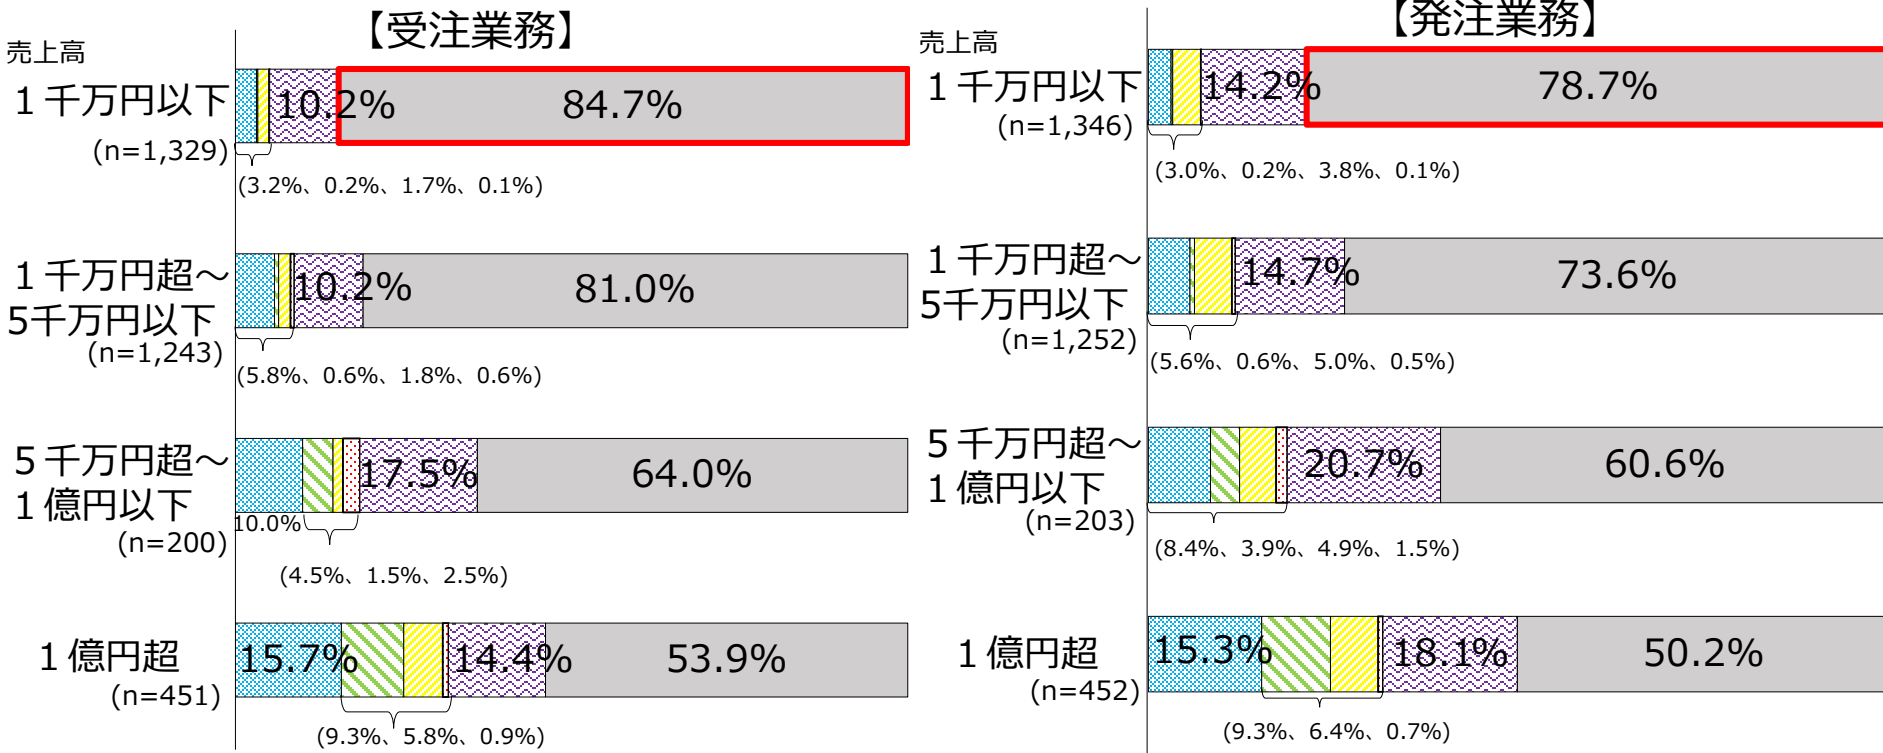 【受注業務】
売上高
１千万円以下
(n=1,329)
10.2%
84.7%
(3.2%、0.2%、1.7%、0.1%)
１千万円超～
5千万円以下
(n=1,243)
10.2%
81.0%
(5.8%、0.6%、1.8%、0.6%)
５千万円超～
１億円以下
(n=200)
10.0%
17.5%
64.0%
(4.5%、1.5%、2.5%)
１億円超
(n=451)
15.7%
14.4%
53.9%
(9.3%、5.8%、0.9%)
【発注業務】
売上高
１千万円以下
(n=1,346)
14.2%
78.7%
(3.0%、0.2%、3.8%、0.1%)
１千万円超～
5千万円以下
(n=1,252)
14.7%
73.6%
(5.6%、0.6%、5.0%、0.5%)
５千万円超～
１億円以下
(n=203)
20.7%
60.6%
(8.4%、3.9%、4.9%、1.5%)
１億円超
(n=452)
15.3%
18.1%
50.2%
(9.3%、6.4%、0.7%)